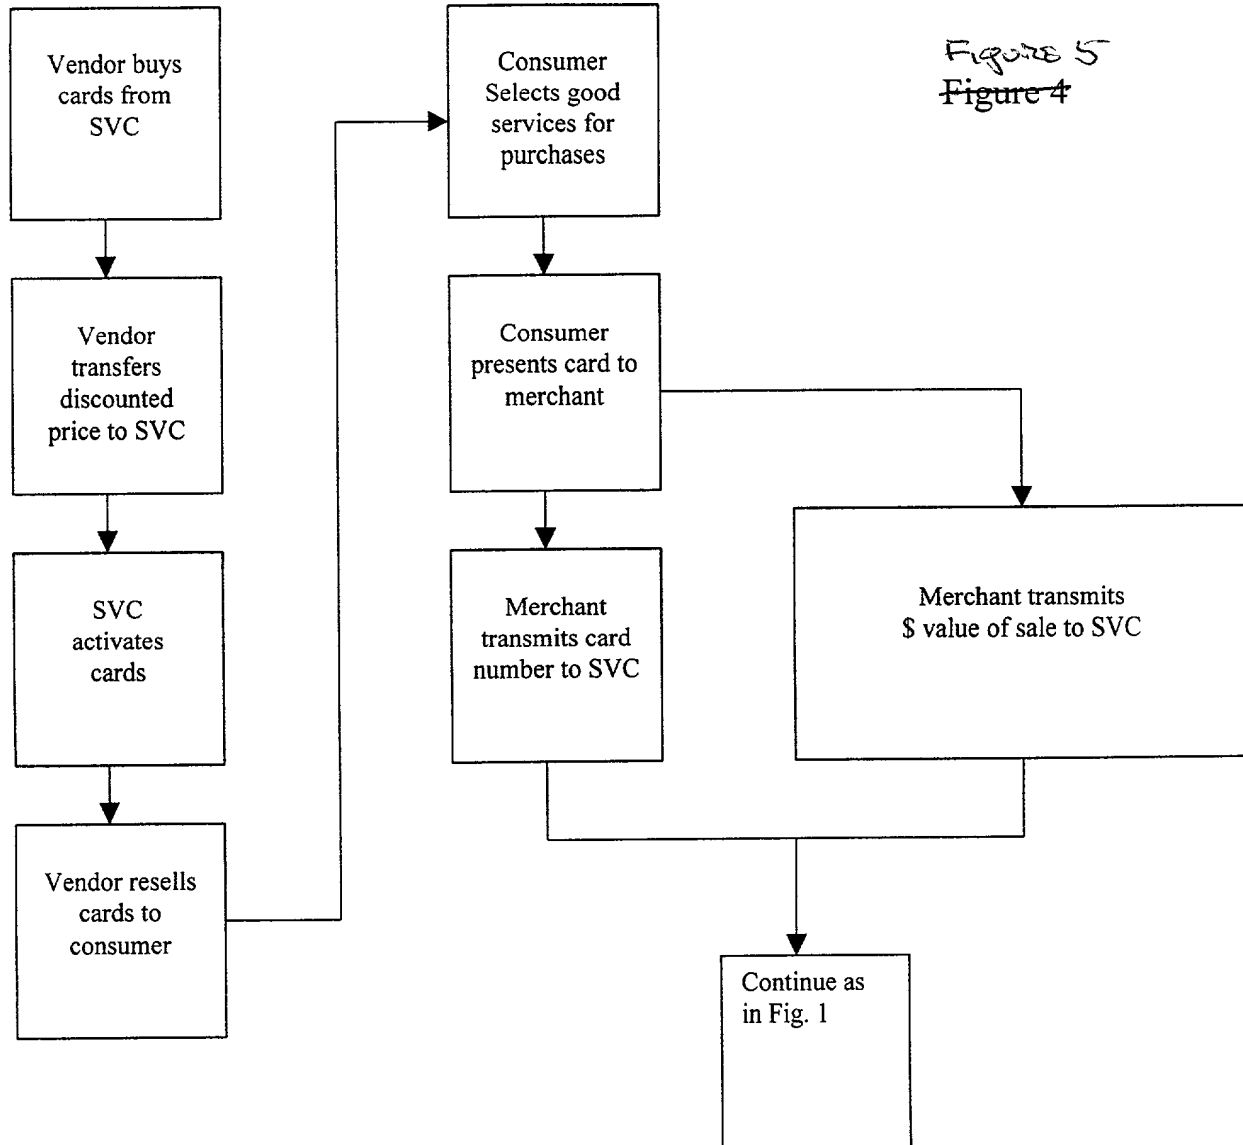 Vendor buys
cards from
SVC
Vendor
transfers
discounted
price to SVC
SVC
activates
cards
Vendor resells
cards to
consumer
Consumer
Selects good
services for
purchases
Consumer
presents card to
merchant
Merchant
transmits card
number to SVC
Figure 5
Figure 4
Merchant transmits
$ value of sale to SVC
Continue as
in Fig. 1